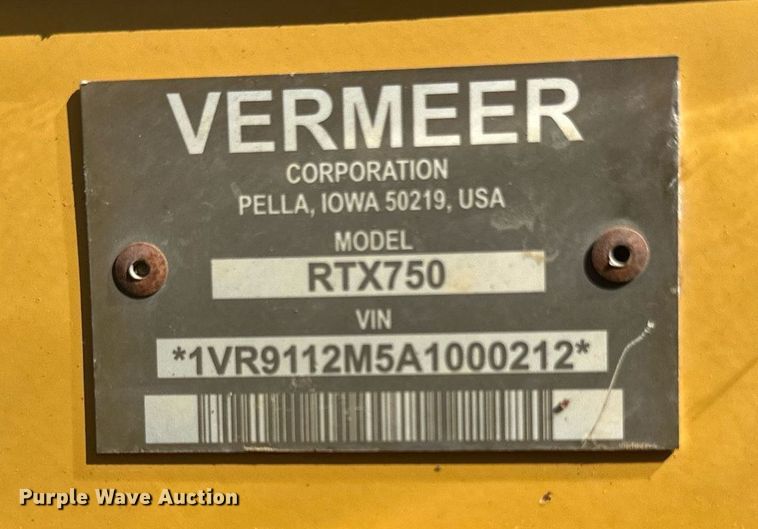 VERMEER
CORPORATION
PELLA, IOWA 50219, USA
MODEL
RTX750
VIN
*1VR9112M5A1000212*
Purple Wave Auction